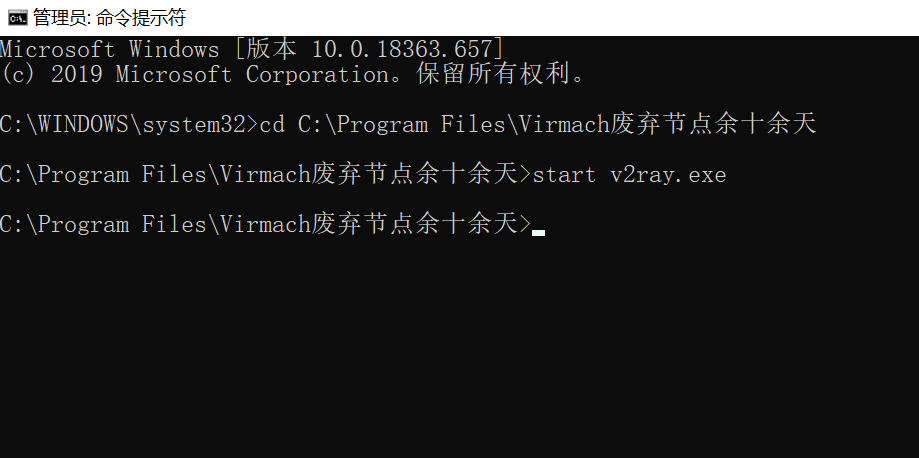 管理员: 命令提示符
Microsoft Windows [版本 10.0.18363.657]
(c) 2019 Microsoft Corporation。保留所有权利。
C:\WINDOWS\system32>cd C:\Program Files\Virmach废弃节点余十余天
C:\Program Files\Virmach废弃节点余十余天>start v2ray.exe
C:\Program Files\Virmach废弃节点余十余天>